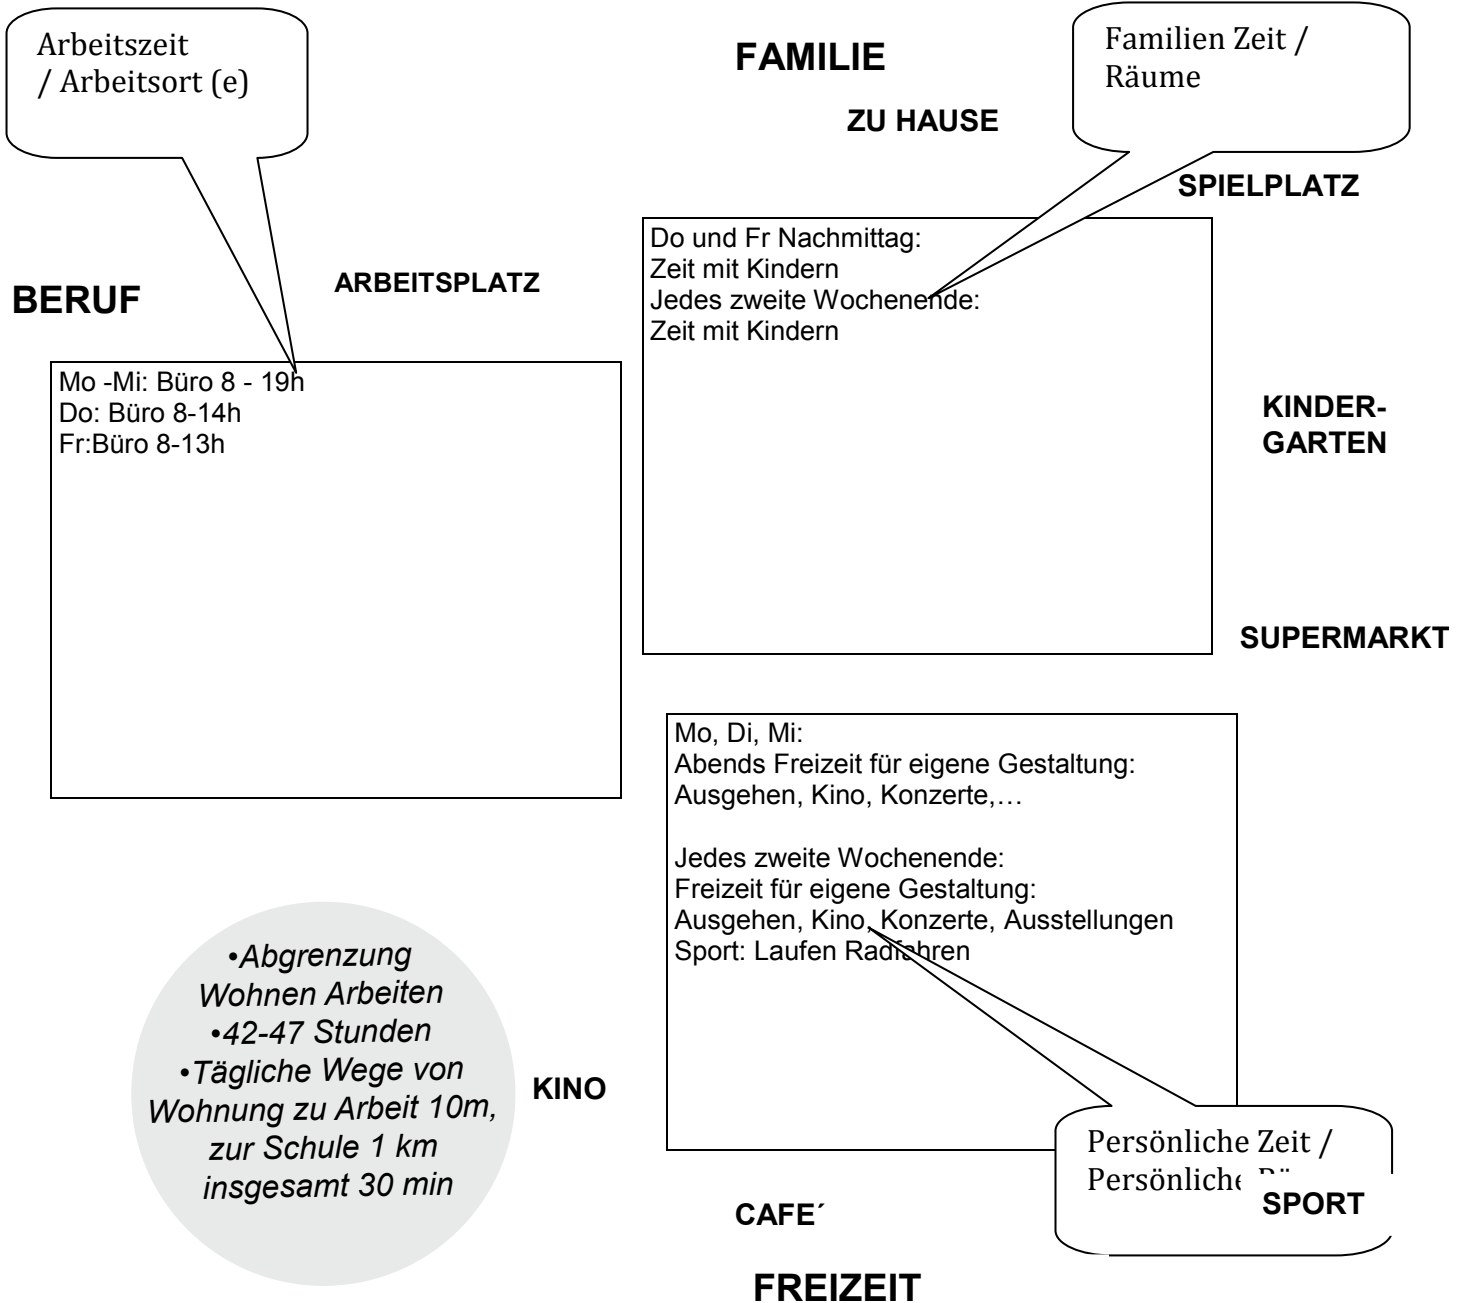 Arbeitszeit
/ Arbeitsort (e)
FAMILIE
Familien Zeit /
Räume
ZU HAUSE
SPIELPLATZ
BERUF
ARBEITSPLATZ
Do und Fr Nachmittag:
Zeit mit Kindern
Jedes zweite Wochenende:
Zeit mit Kindern
Mo -Mi: Büro 8 - 19h
Do: Büro 8-14h
Fr:Büro 8-13h
KINDER-
GARTEN
SUPERMARKT
Mo, Di, Mi:
Abends Freizeit für eigene Gestaltung:
Ausgehen, Kino, Konzerte,…
Jedes zweite Wochenende:
Freizeit für eigene Gestaltung:
Ausgehen, Kino, Konzerte, Ausstellungen
Sport: Laufen Radfahren
•Abgrenzung
Wohnen Arbeiten
•42-47 Stunden
•Tägliche Wege von
Wohnung zu Arbeit 10m,
zur Schule 1 km
insgesamt 30 min
KINO
Persönliche Zeit /
Persönliche
SPORT
CAFE´
FREIZEIT